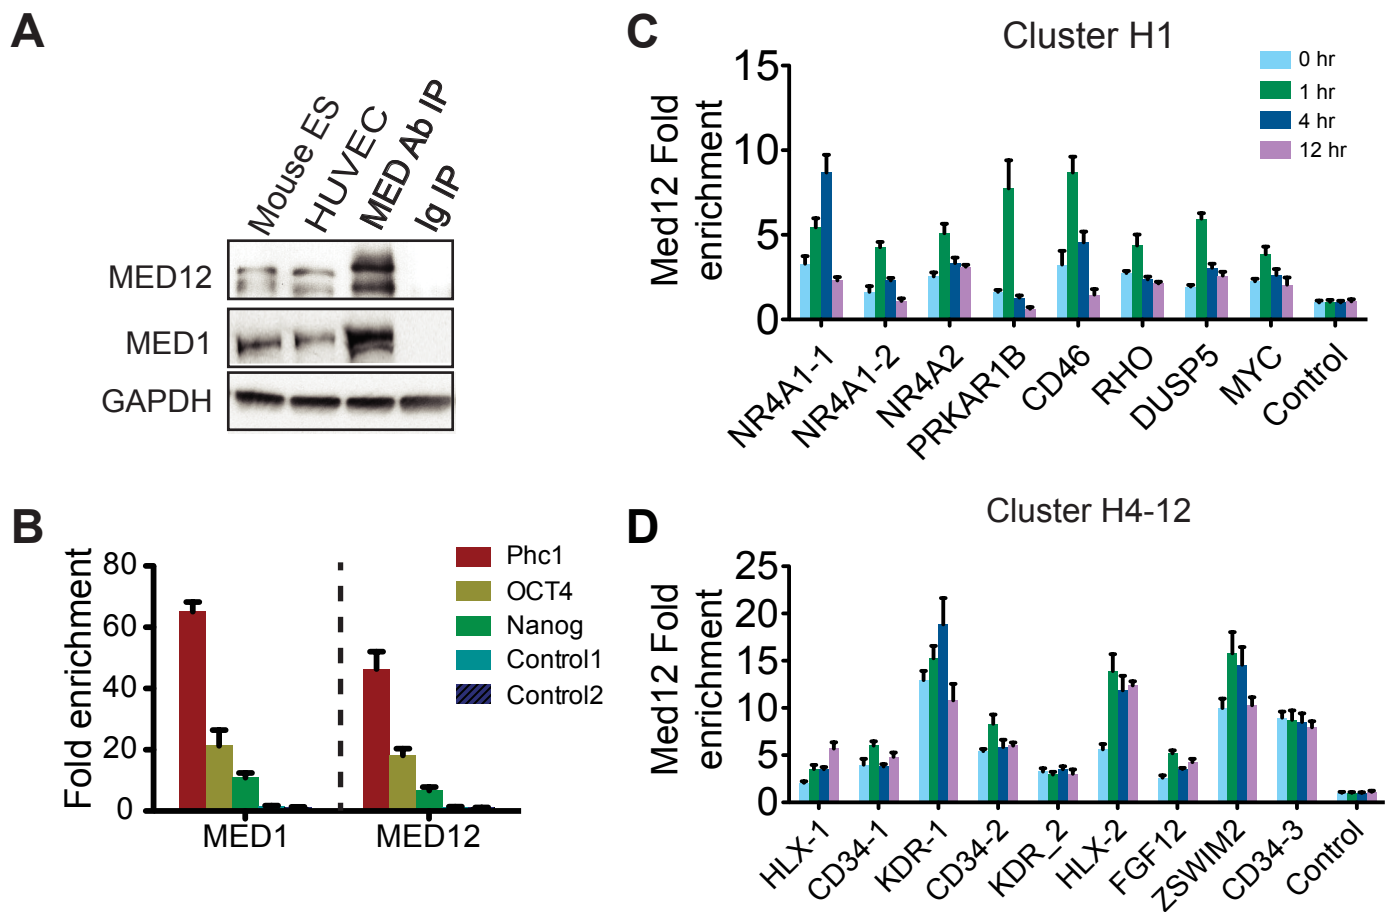 A
Mouse ES
HUVEC
MED Ab IP
Ig IP
MED12
MED1
GAPDH
B
Fold enrichment
80
60
40
20
0
MED1
MED12
Phc1
OCT4
Nanog
Control1
Control2
C
Cluster H1
Med12 Fold
enrichment
15
10
5
0
0 hr
1 hr
4 hr
12 hr
NR4A1-1
NR4A1-2
NR4A2
PRKAR1B
CD46
RHO
DUSP5
MYC
Control
D
Cluster H4-12
Med12 Fold
enrichment
25
20
15
10
5
0
HLX-1
CD34-1
KDR-1
CD34-2
KDR_2
HLX-2
FGF12
ZSWIM2
CD34-3
Control